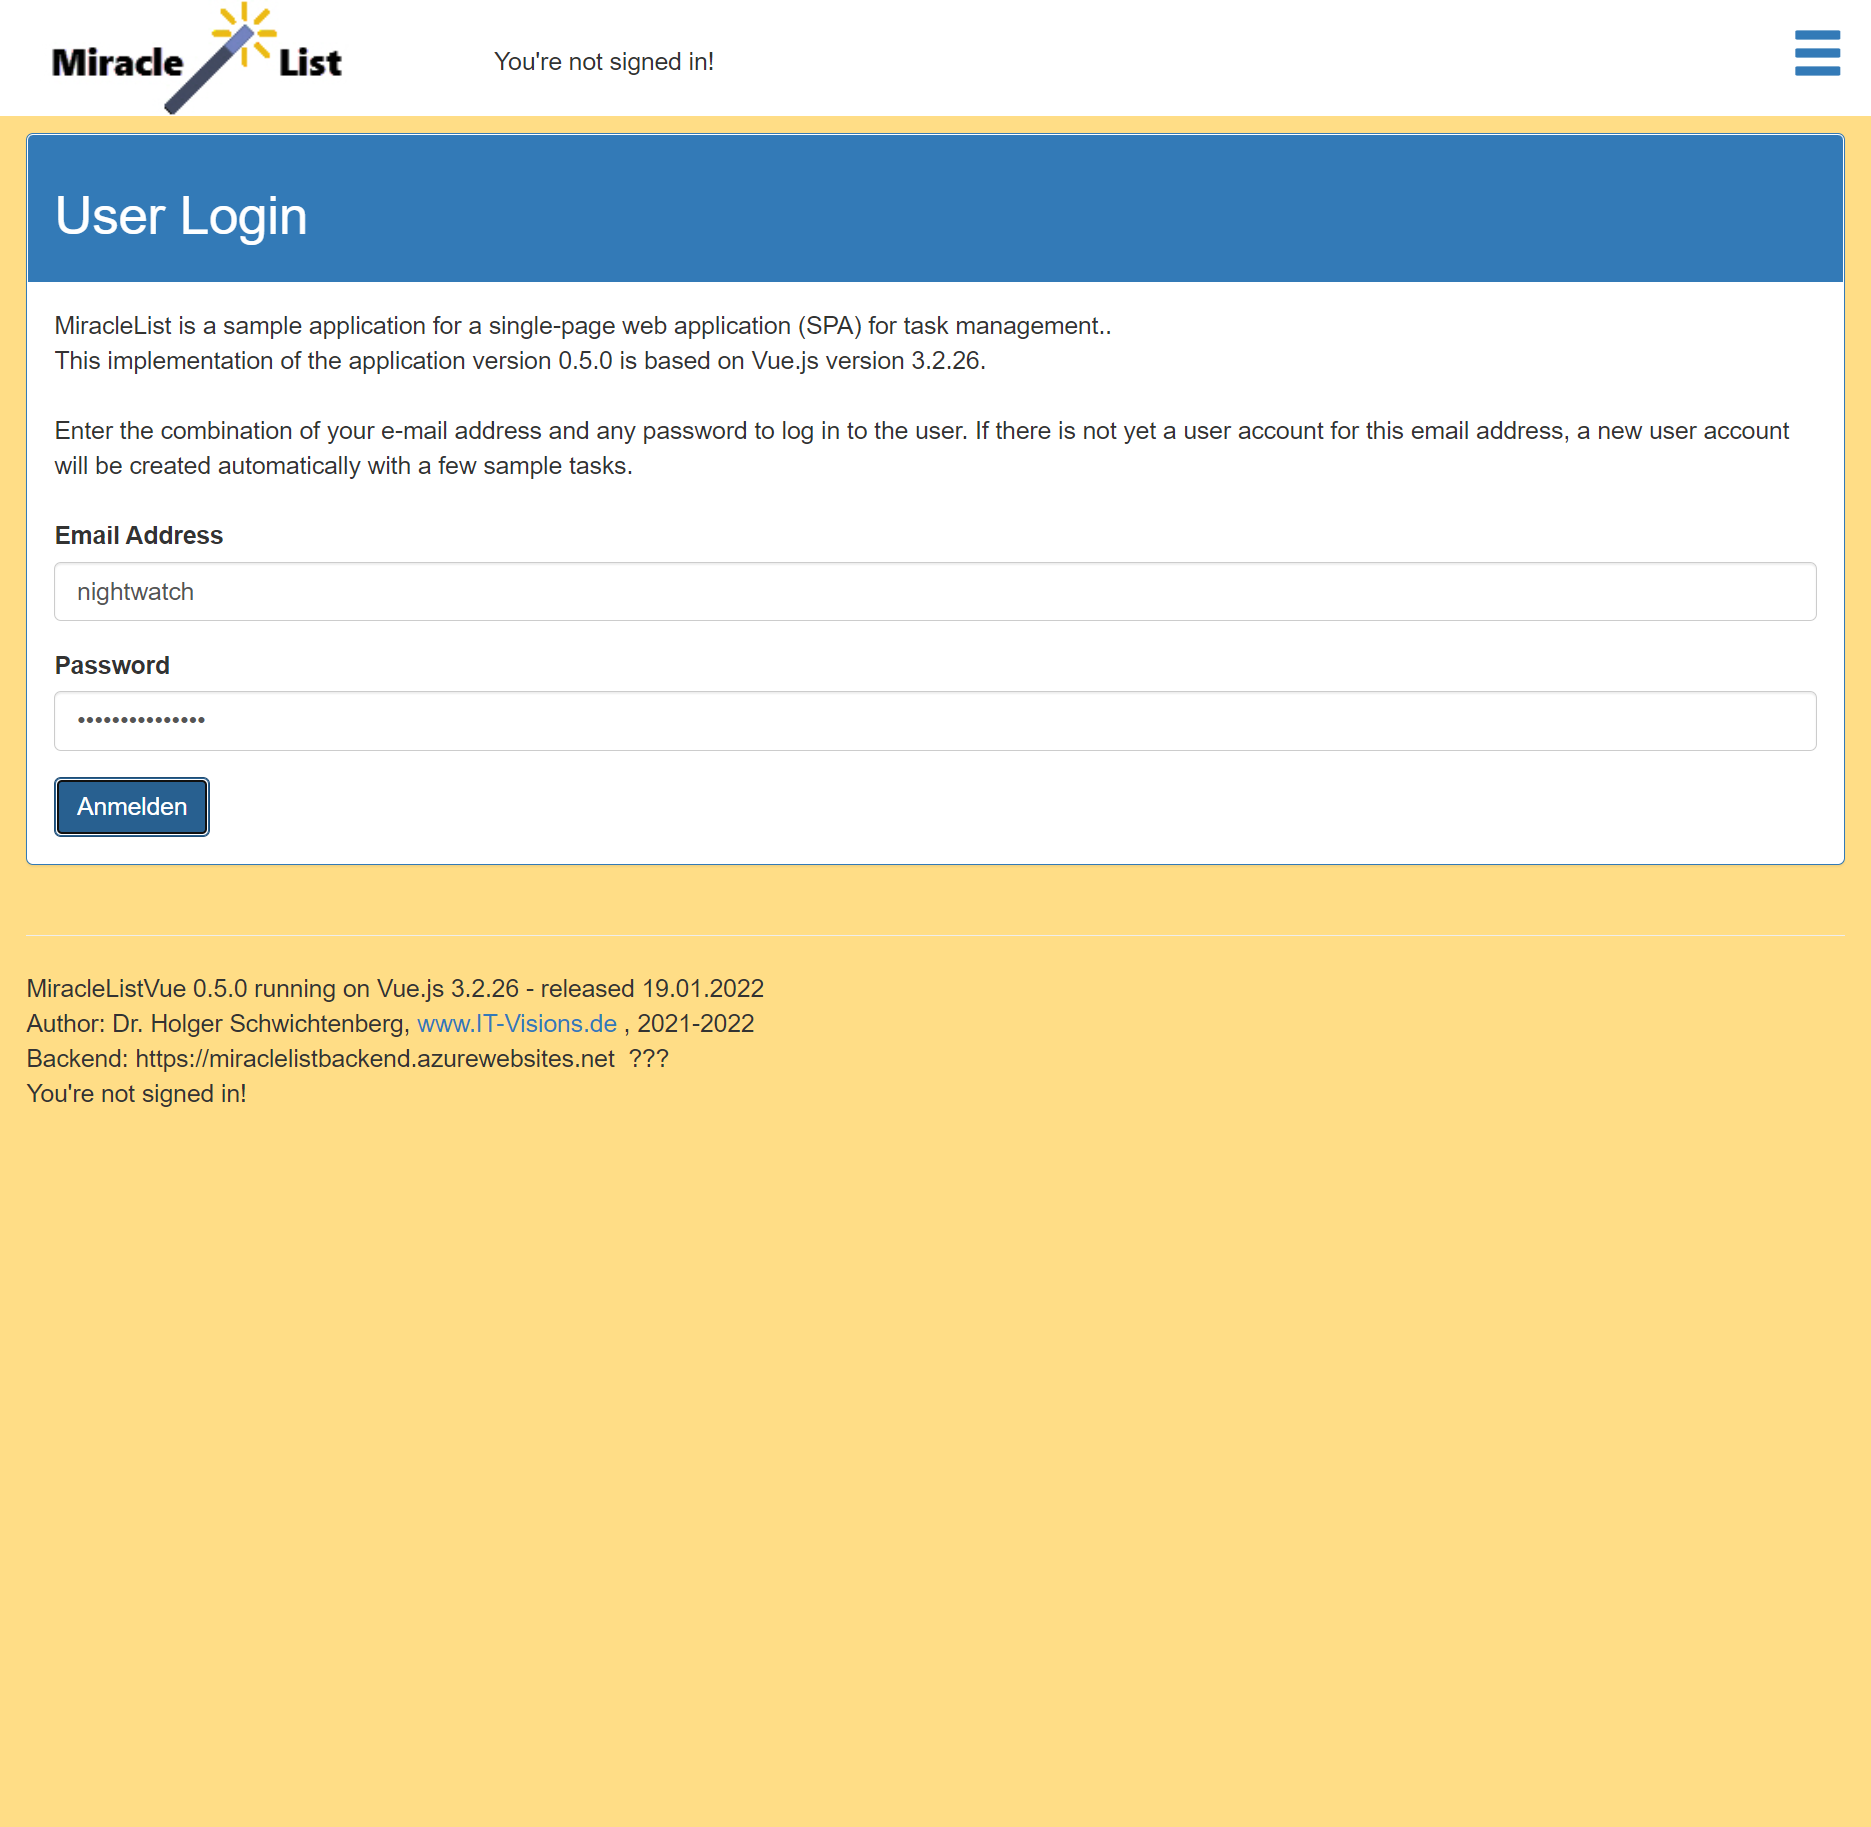 Miracle List
You're not signed in!
User Login
MiracleList is a sample application for a single-page web application (SPA) for task management..
This implementation of the application version 0.5.0 is based on Vue.js version 3.2.26.
Enter the combination of your e-mail address and any password to log in to the user. If there is not yet a user account for this email address, a new user account
will be created automatically with a few sample tasks.
Email Address
nightwatch
Password
•••••••••••••••
Anmelden
MiracleListVue 0.5.0 running on Vue.js 3.2.26 - released 19.01.2022
Author: Dr. Holger Schwichtenberg, www.IT-Visions.de , 2021-2022
Backend: https://miraclelistbackend.azurewebsites.net  ???
You're not signed in!